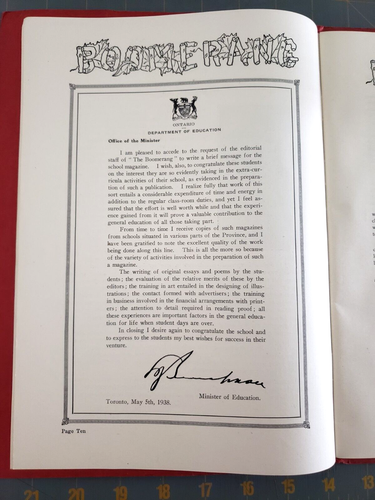 BOOMERANG
ONTARIO
DEPARTMENT OF EDUCATION
Office of the Minister
I am pleased to accede to the request of the editorial
staff of "The Boomerang" to write a brief message for the
school magazine. I wish, also, to congratulate these students
on the interest they are as evidently taking in the extra-cur-
ricula activities of their school, as evidenced in the prepara-
tion of such a publication. I realize fully that work of this
sort entails a considerable expenditure of time and energy in
addition to the regular class-room duties, and yet I feel as-
sured that the effort is well worth while and that the experi-
ence gained from it will prove a valuable contribution to the
general education of all those taking part.
From time to time I receive copies of such magazines
from schools situated in various parts of the Province, and I
have been gratified to note the excellent quality of the work
being done along this line. This is all the more so because
of the variety of activities involved in the preparation of such
a magazine.
The writing of original essays and poems by the stu-
dents; the evaluation of the relative merits of these by the
editors; the training in art entailed in the designing of illus-
trations; the contact formed with advertisers; the training
in business involved in the financial arrangements with print-
ers; the attention to detail required in reading proof; all
these experiences are important factors in the general educa-
tion for life when student days are over.
In closing I desire again to congratulate the school and
to express to the students my best wishes for success in their
venture.
Minister of Education.
Toronto, May 5th, 1938.
Page Ten
21 20 19 18 17 16 15 14 13